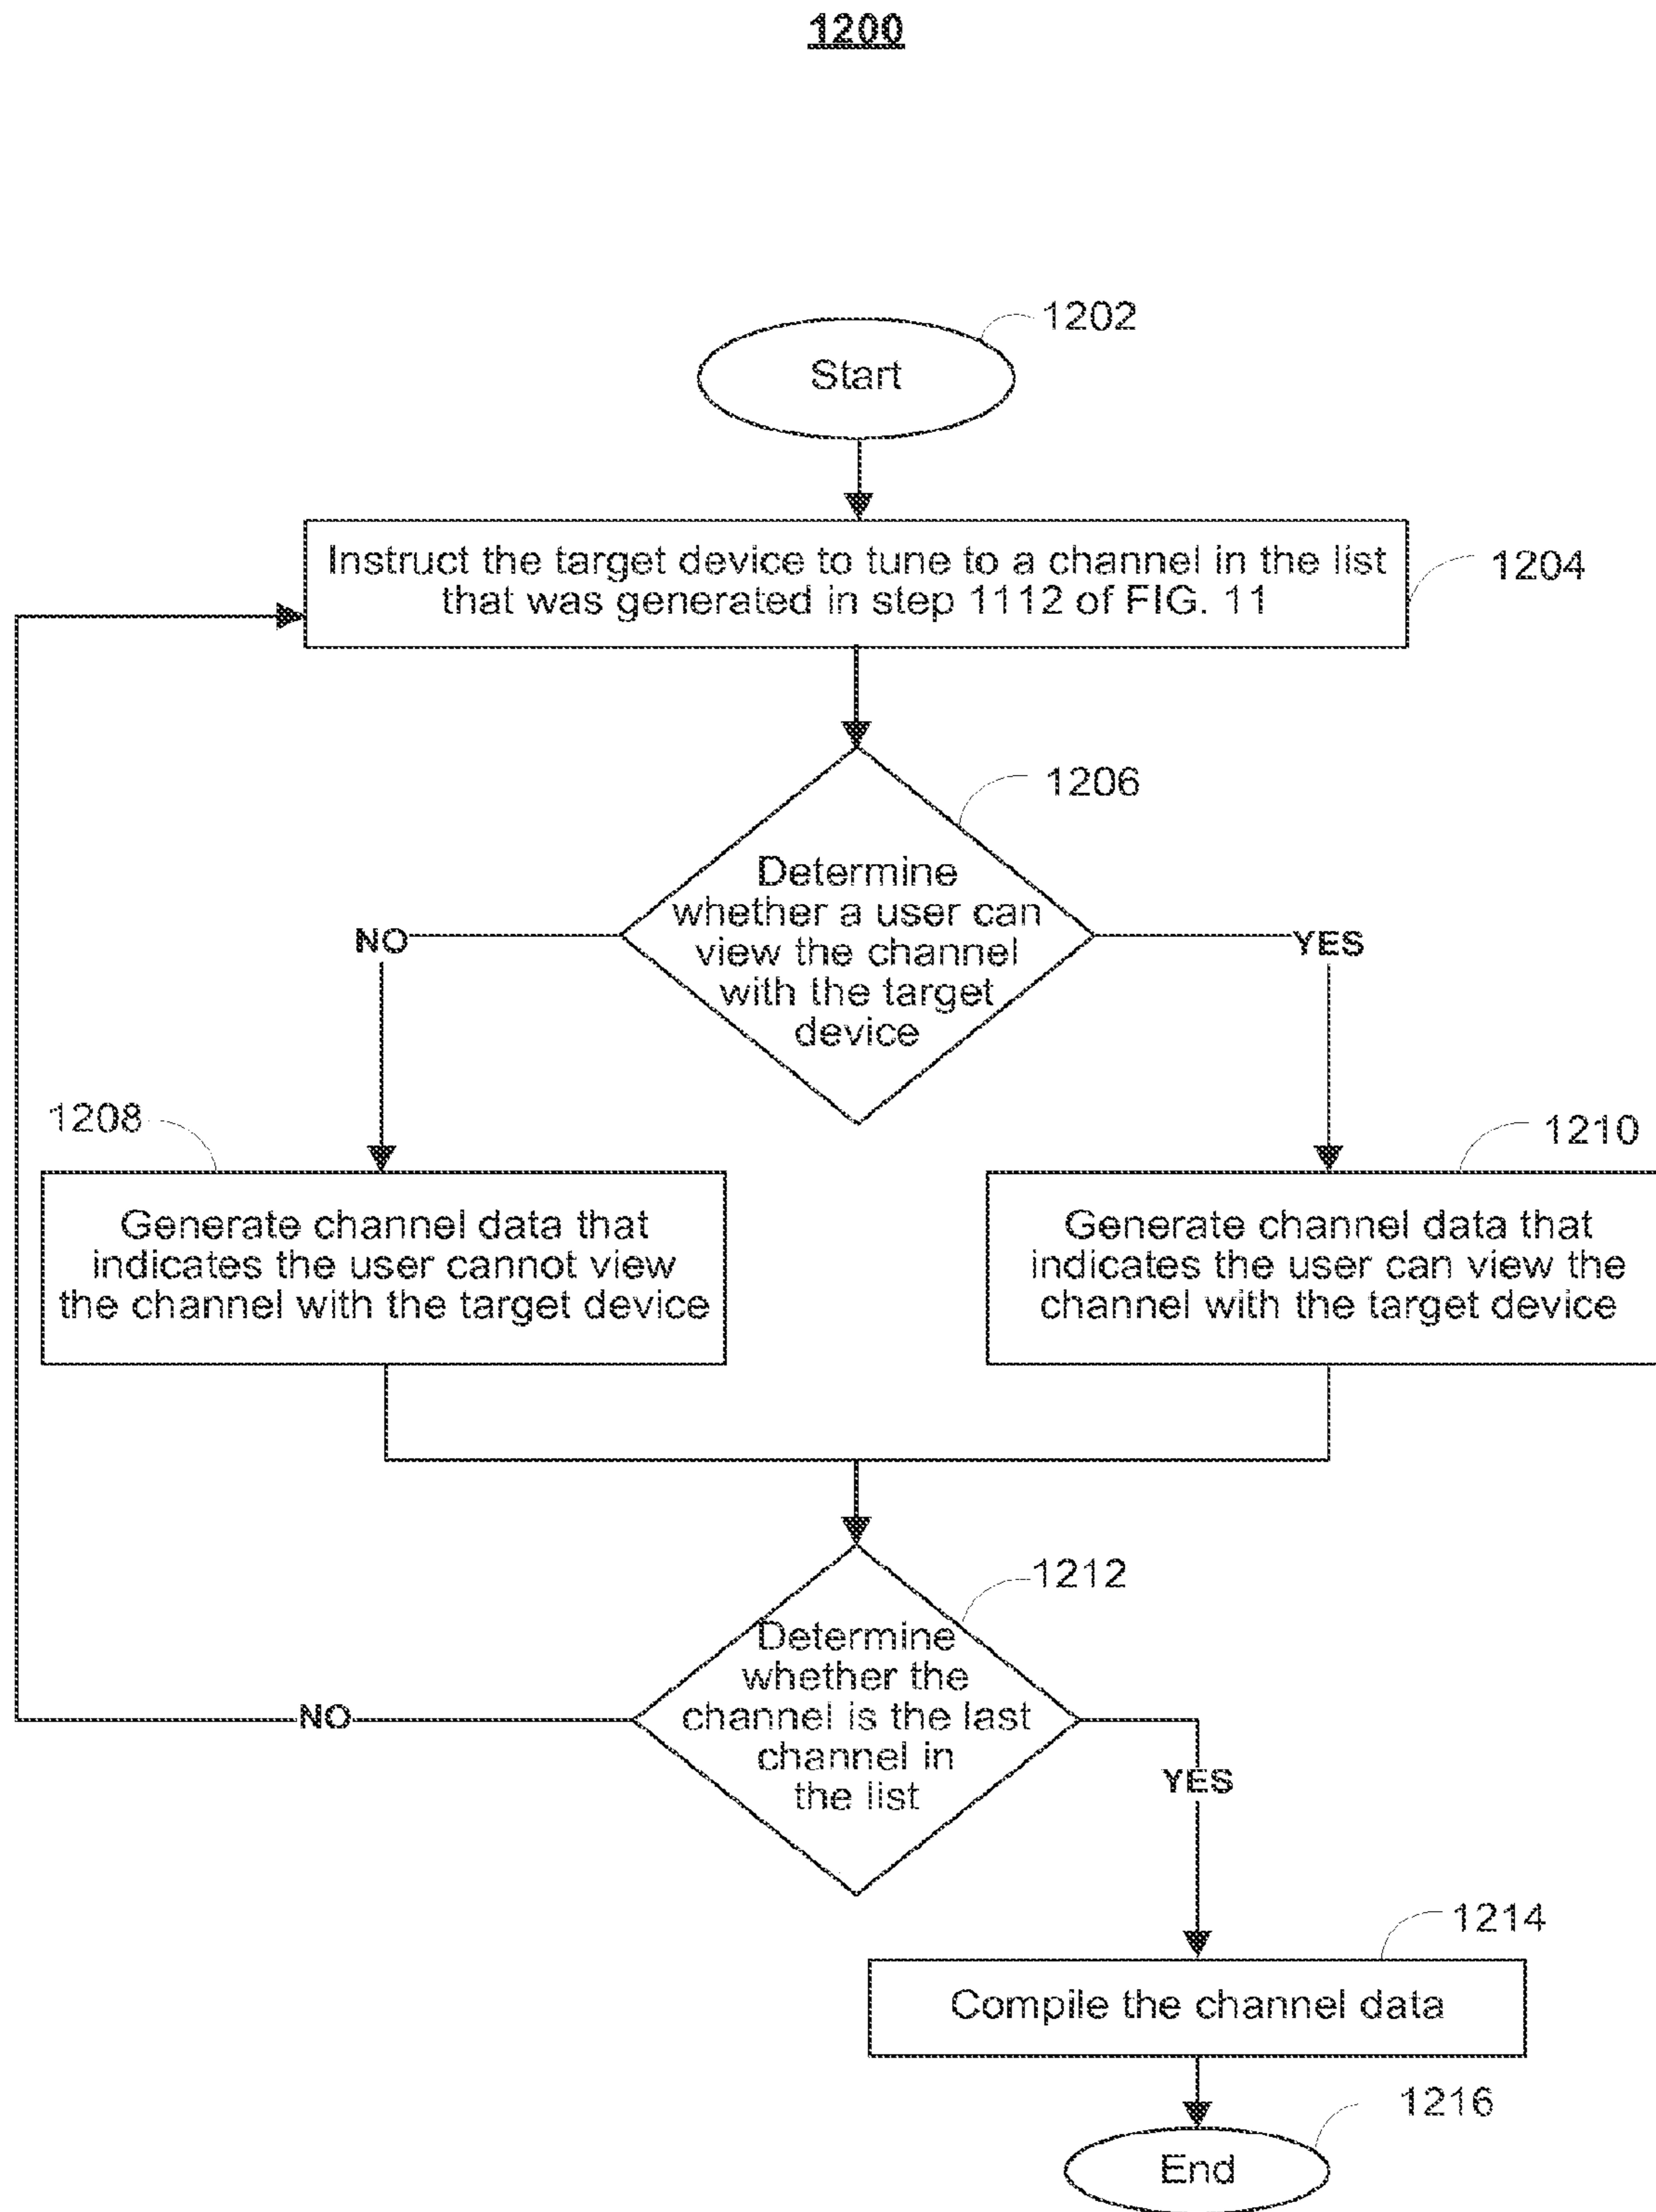 1200
1202
Start
Instruct the target device to tune to a channel in the list
that was generated in step 1112 of FIG. 11
1204
1206
Determine
whether a user can
view the channel
with the target
device
NO
YES
1208
1210
Generate channel data that
indicates the user cannot view
the channel with the target device
Generate channel data that
indicates the user can view the
channel with the target device
1212
Determine
whether the
channel is the last
channel in
the list
NO
YES
1214
Compile the channel data
1216
End